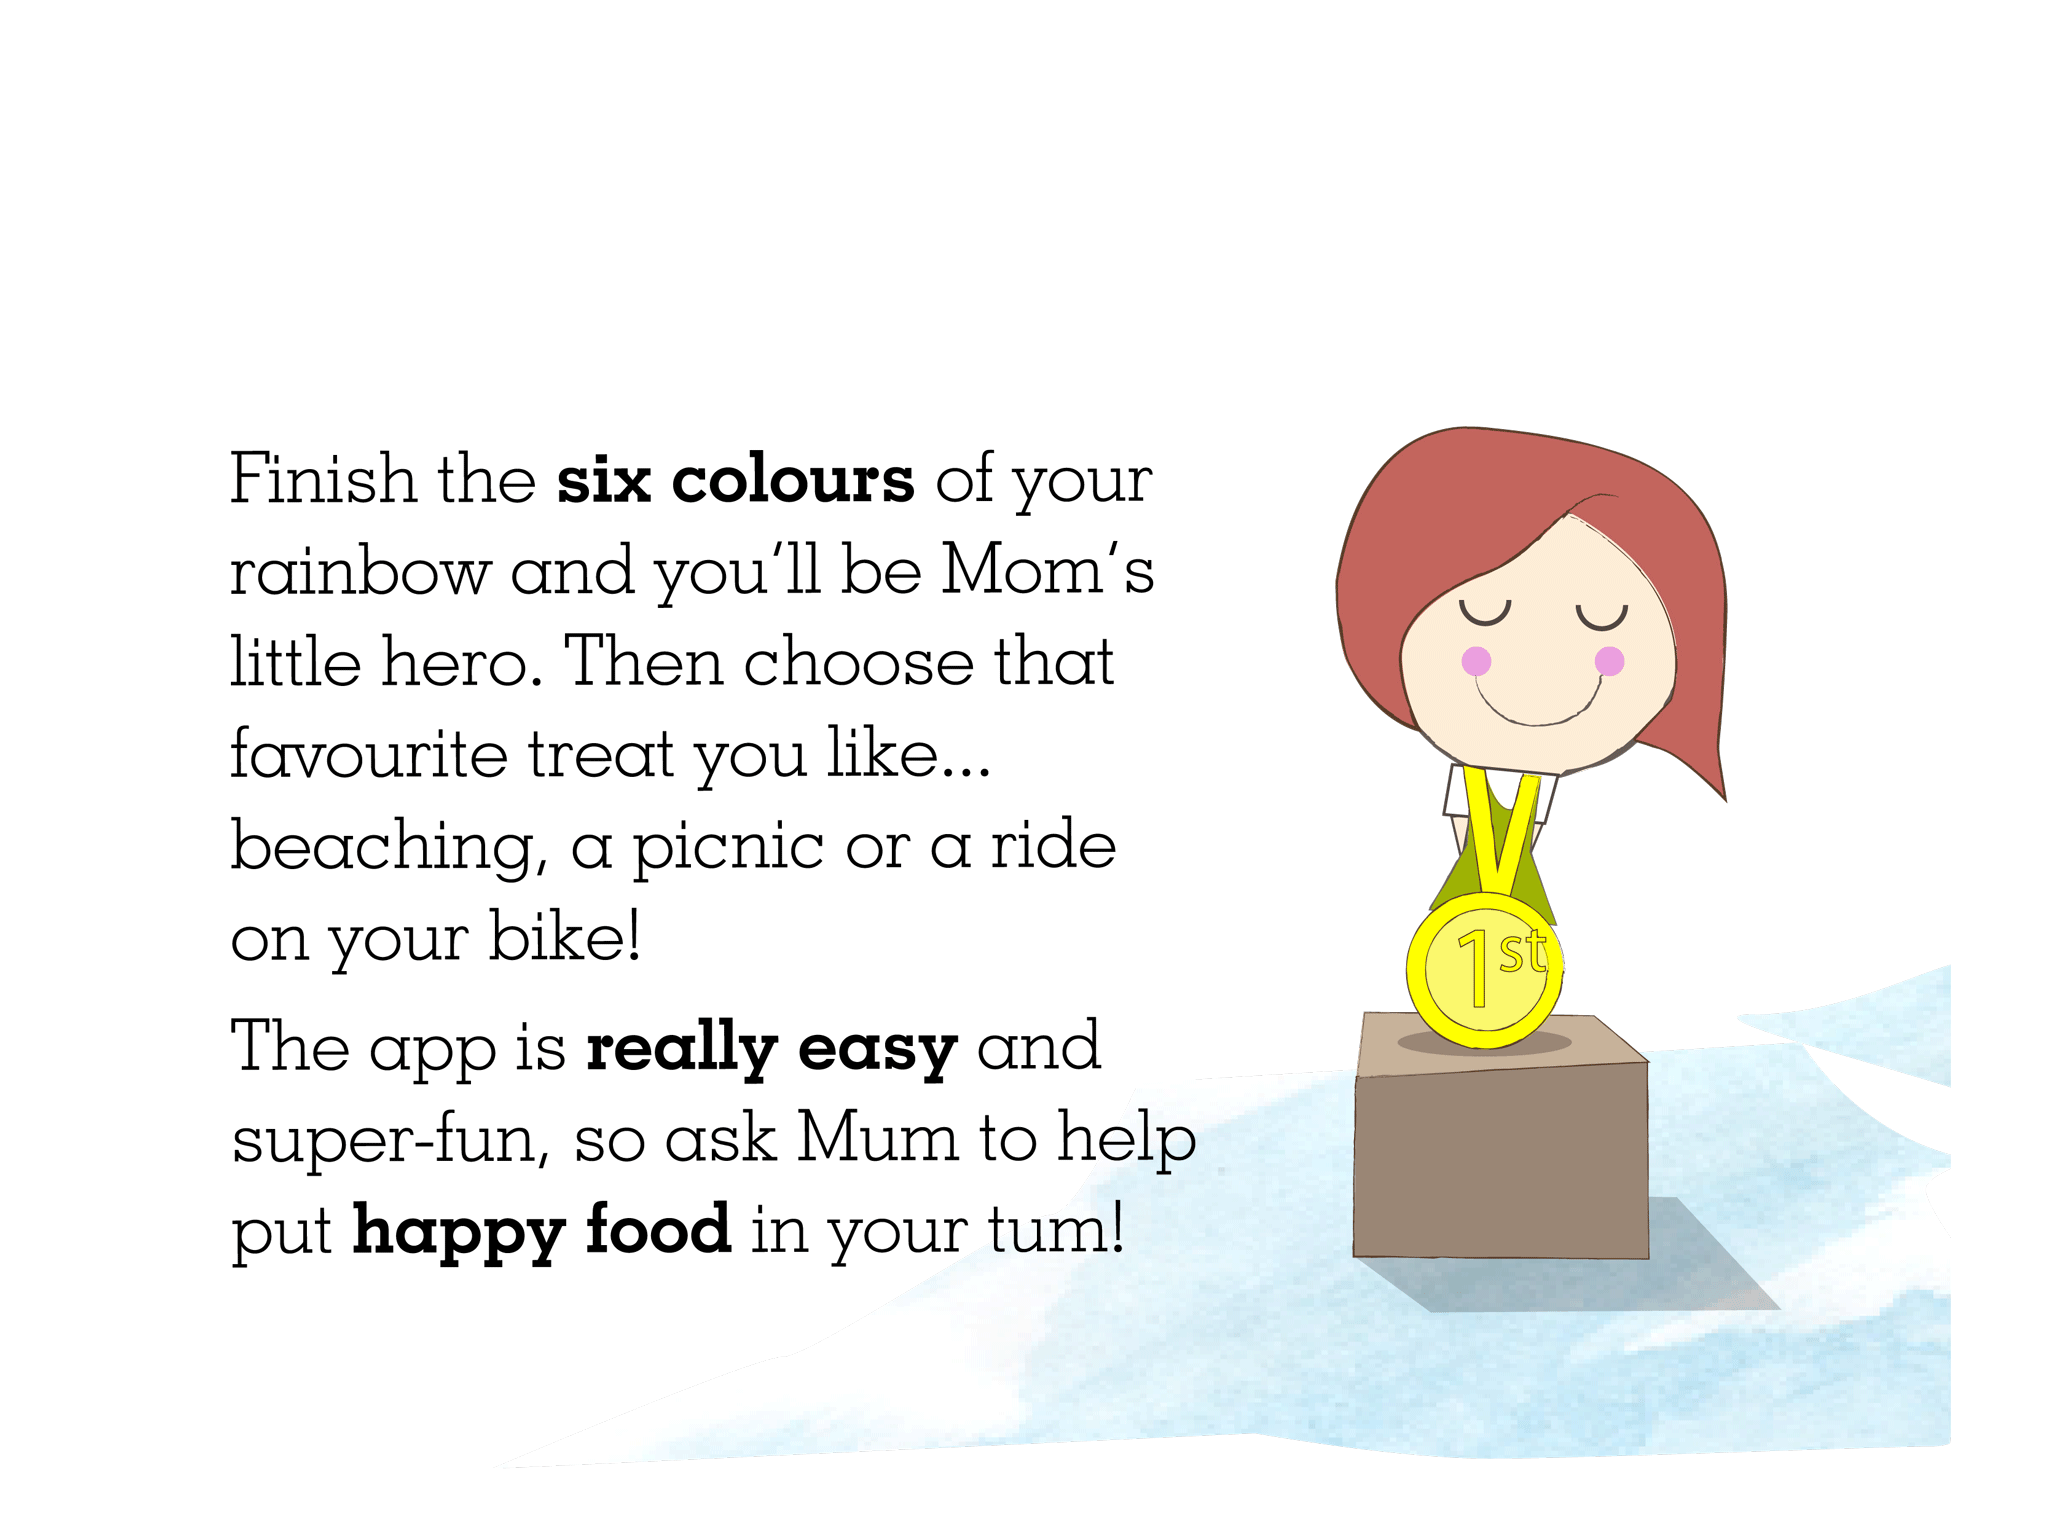 Finish the six colours of your
rainbow and you’ll be Mom’s
little hero. Then choose that
favourite treat you like...
beaching, a picnic or a ride
on your bike!
The app is really easy and
super-fun, so ask Mum to help
put happy food in your tum!
1st